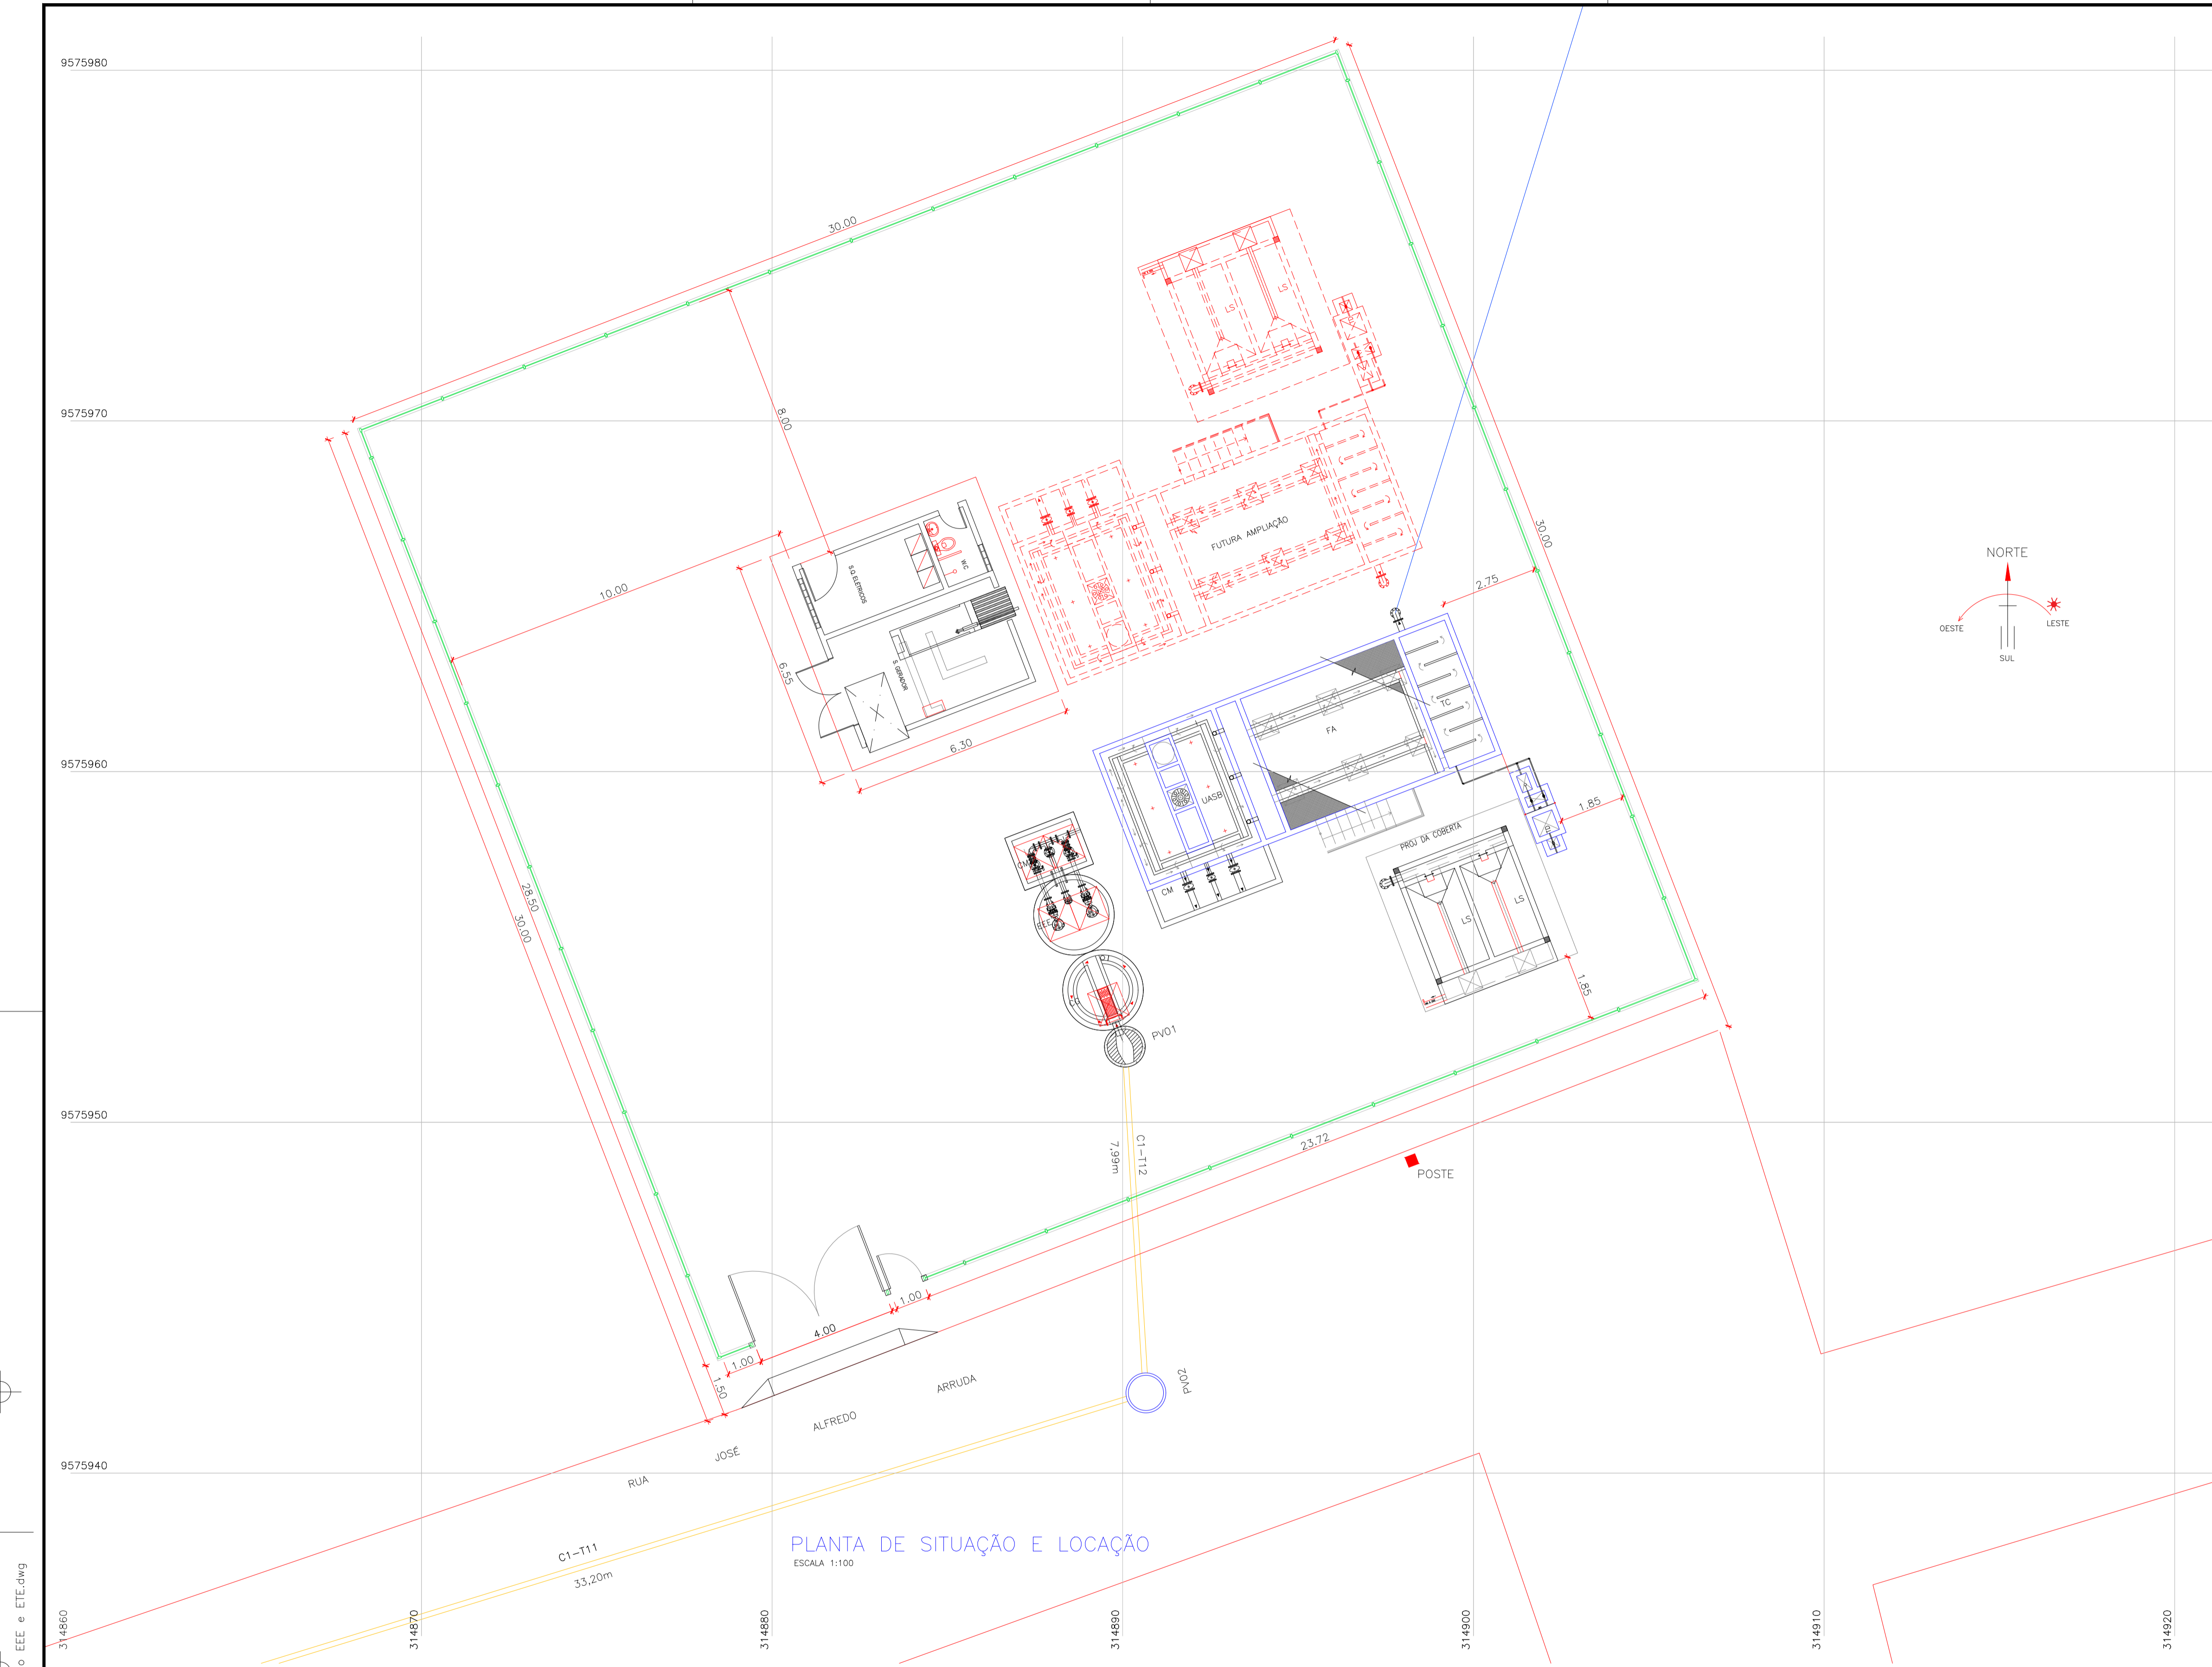 9575980
9575970
9575960
9575950
9575940
30.00
8.00
10.00
6.55
6.30
S.Q.ELÉTRICOS
WC
S. GERADOR
LS
LS
FUTURA AMPLIAÇÃO
30.00
2.75
NORTE
OESTE
LESTE
SUL
FA
TC
UASB
CM
CM
EEE
PROJ DA COBERTA
1.85
LS
LS
1.85
28.50
30.00
PV01
7,99m
C1-T12
23.72
POSTE
1.00
4.00
1.00
1.50
PV02
RUA
JOSÉ
ALFREDO
ARRUDA
C1-T11
33,20m
PLANTA DE SITUAÇÃO E LOCAÇÃO
ESCALA 1:100
314860
314870
314880
314890
314900
314910
314920
o EEE e ETE.dwg